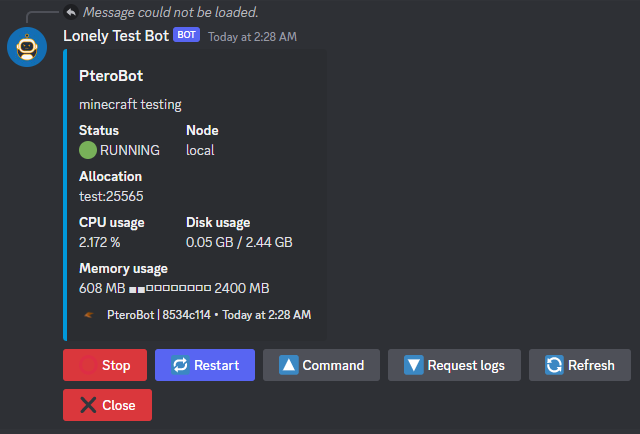 Message could not be loaded.
Lonely Test Bot BOT Today at 2:28 AM
PteroBot
minecraft testing
Status Node
RUNNING local
Allocation
test:25565
CPU usage Disk usage
2.172 % 0.05 GB / 2.44 GB
Memory usage
608 MB ■■□□□□□□□□ 2400 MB
PteroBot | 8534c114 • Today at 2:28 AM
Stop Restart Command Request logs Refresh
Close